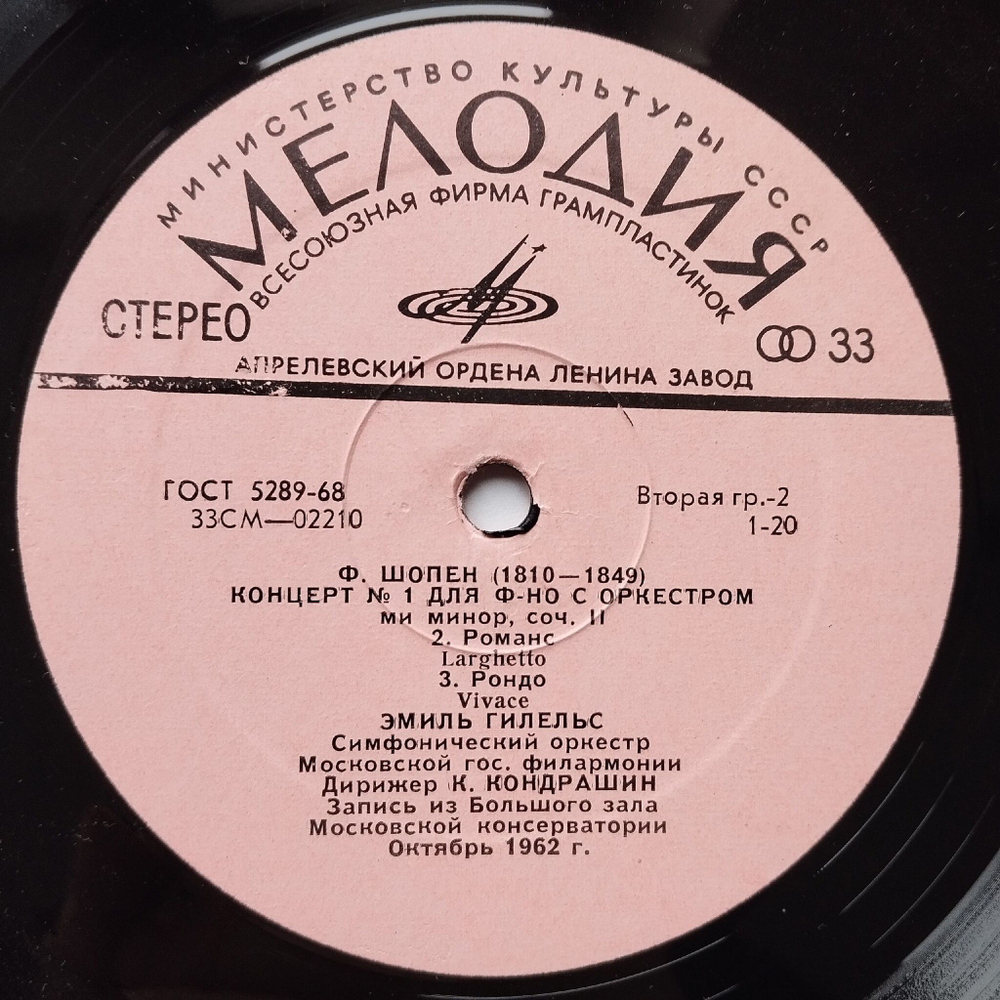 МИНИСТЕРСТВО КУЛЬТУРЫ СССР
МЕЛОДИЯ
ВСЕСОЮЗНАЯ ФИРМА ГРАМПЛАСТИНОК
СТЕРЕО
33
АПРЕЛЕВСКИЙ ОРДЕНА ЛЕНИНА ЗАВОД
ГОСТ 5289-68
Вторая гр.-2
33СМ—02210
1-20
Ф. ШОПЕН (1810—1849)
КОНЦЕРТ № 1 ДЛЯ Ф-НО С ОРКЕСТРОМ
ми минор, соч. II
2. Романс
Larghetto
3. Рондо
Vivace
ЭМИЛЬ ГИЛЕЛЬС
Симфонический оркестр
Московской гос. филармонии
Дирижер К. КОНДРАШИН
Запись из Большого зала
Московской консерватории
Октябрь 1962 г.